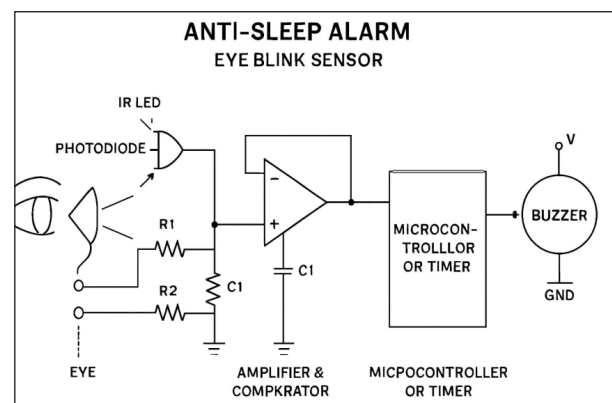 ANTI-SLEEP ALARM
EYE BLINK SENSOR
IR LED
PHOTODIODE
R1
R2
C1
EYE
−
+
C1
AMPLIFIER &
COMPKRATOR
MICROCON-
TROLLLOR
OR TIMER
MICPOCONTROLLER
OR TIMER
V
BUZZER
GND